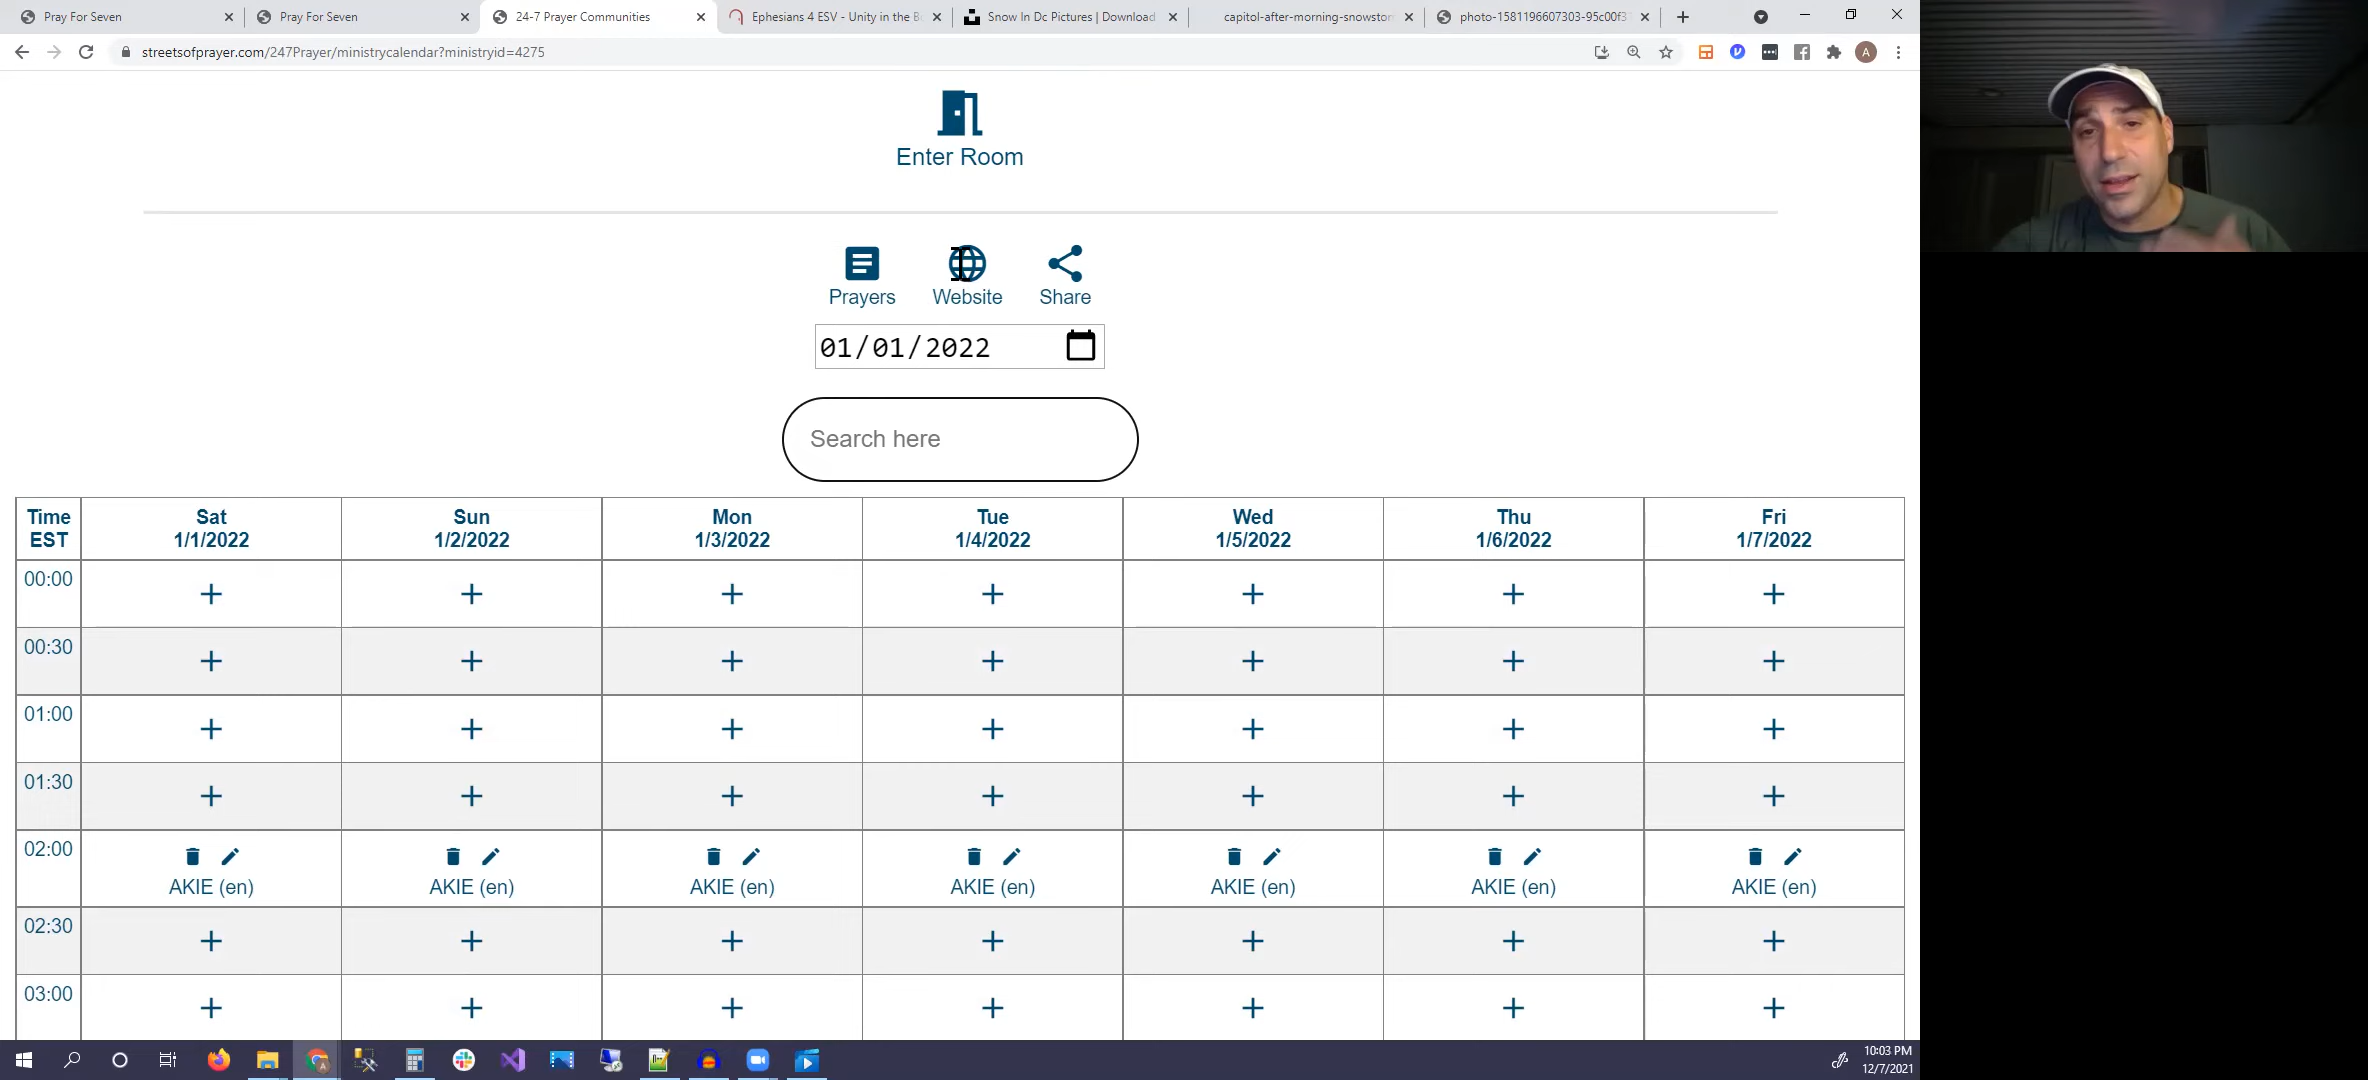 Pray For Seven
Pray For Seven
24-7 Prayer Communities
Ephesians 4 ESV - Unity in the B
Snow In Dc Pictures | Download
capitol-after-morning-snowstor
photo-1581196607303-95c00f3
streetsofprayer.com/247Prayer/ministrycalendar?ministryid=4275
A
Enter Room
Prayers Website Share
01/01/2022
Search here
Time EST
Sat 1/1/2022
Sun 1/2/2022
Mon 1/3/2022
Tue 1/4/2022
Wed 1/5/2022
Thu 1/6/2022
Fri 1/7/2022
00:00 + + + + + + +
00:30 + + + + + + +
01:00 + + + + + + +
01:30 + + + + + + +
02:00 AKIE (en) AKIE (en) AKIE (en) AKIE (en) AKIE (en) AKIE (en) AKIE (en)
02:30 + + + + + + +
03:00 + + + + + + +
10:03 PM
12/7/2021